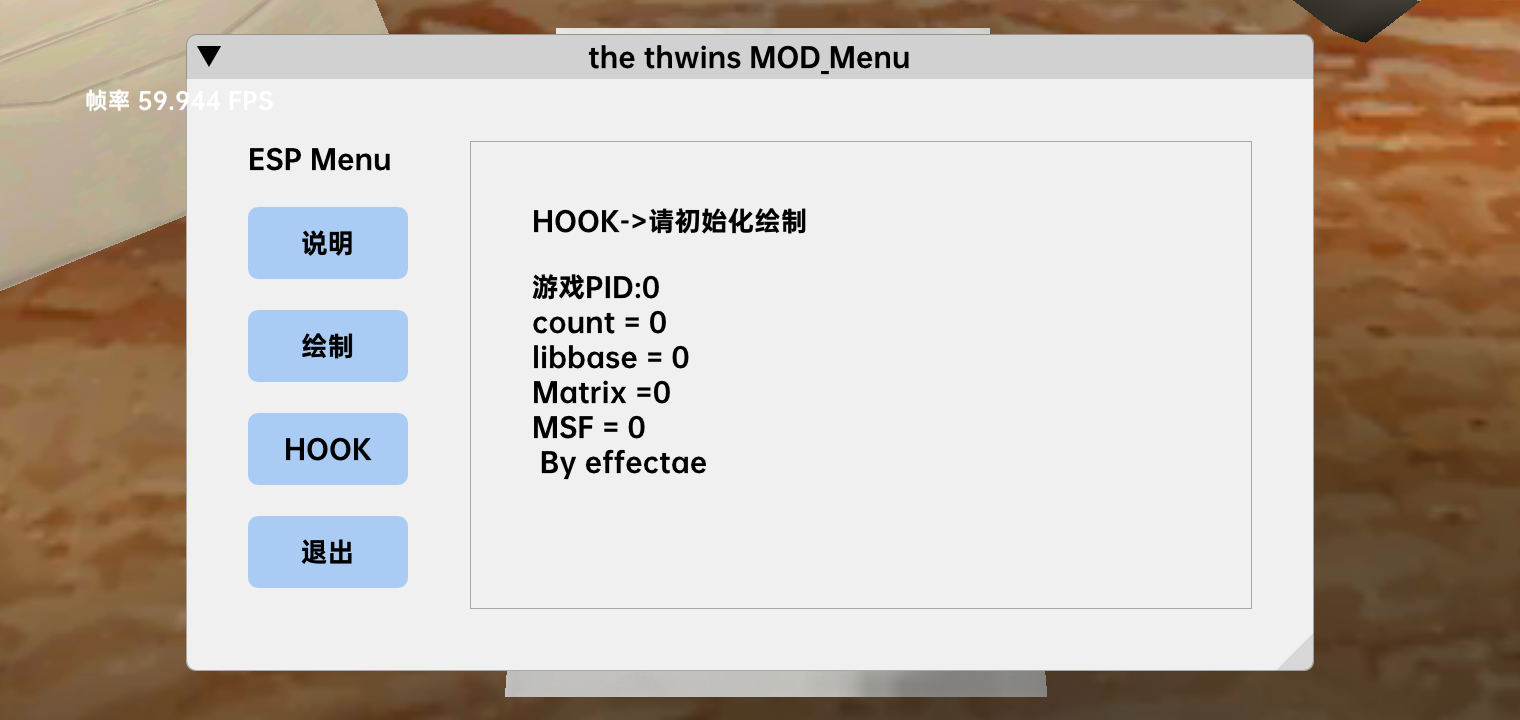 the thwins MOD_Menu
帧率 59.944 FPS
ESP Menu
说明
绘制
HOOK
退出
HOOK->请初始化绘制
游戏PID:0
count = 0
libbase = 0
Matrix =0
MSF = 0
By effectae